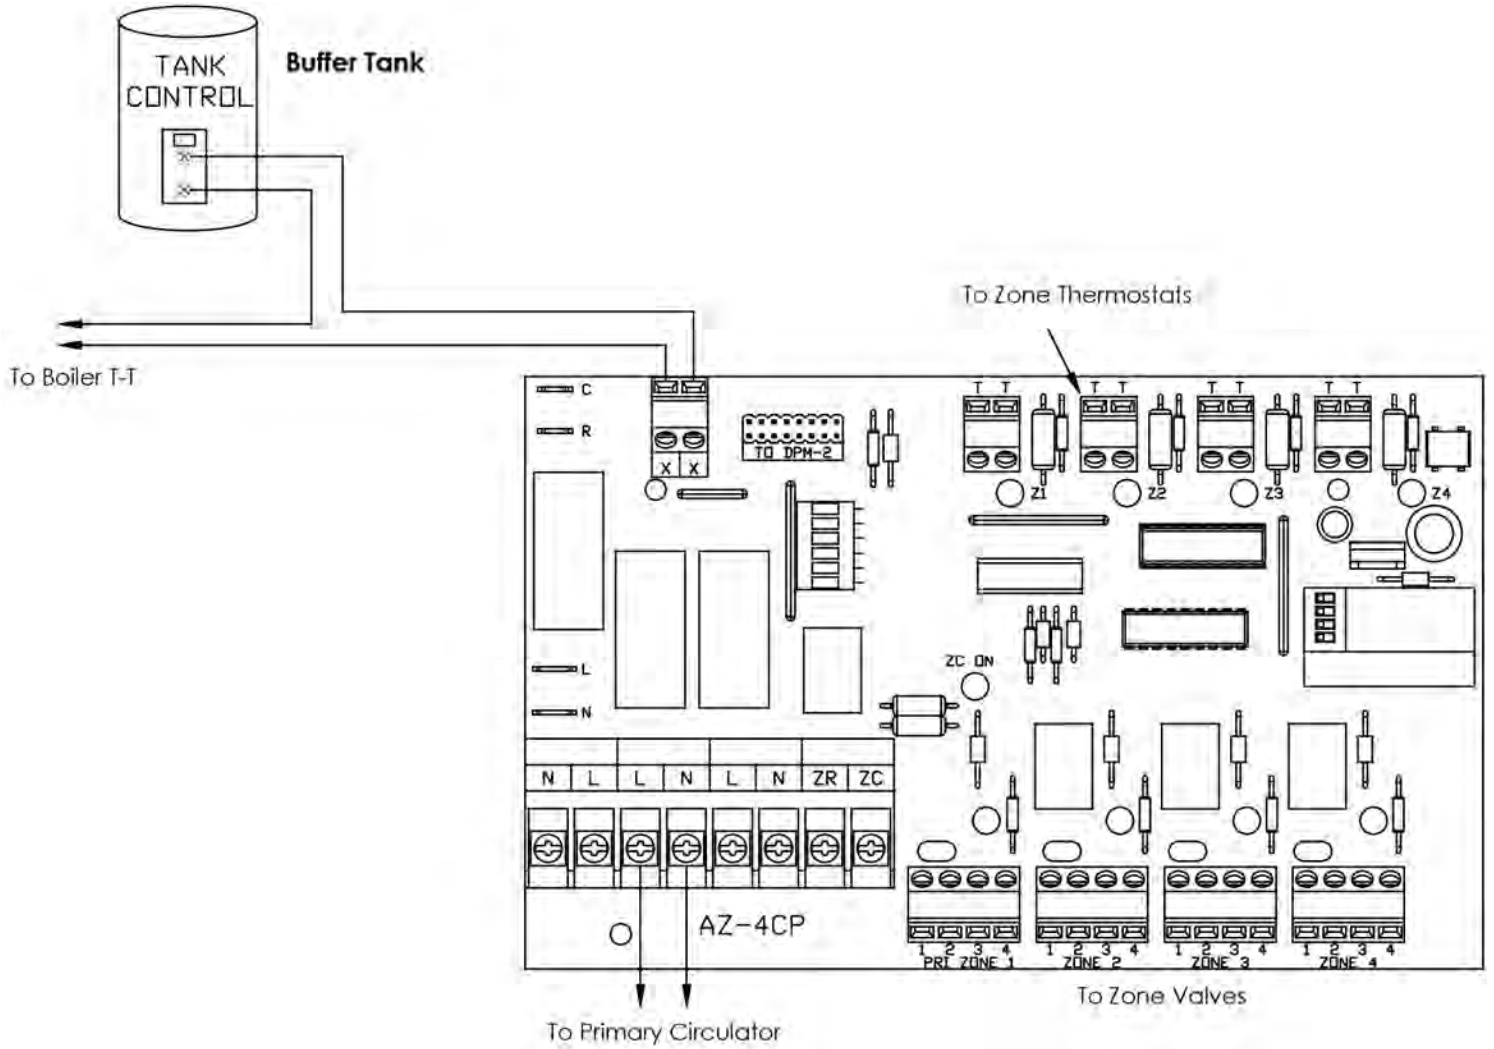 TANK
CONTROL
Buffer Tank
To Zone Thermostats
To Boiler T-T
C
R
X X
TO DPM-2
T T T T T T T T
Z1 Z2 Z3 Z4
ZC ON
L
N
N L L N L N ZR ZC
AZ-4CP
1 2 3 4 1 2 3 4 1 2 3 4 1 2 3 4
PRI ZONE 1 ZONE 2 ZONE 3 ZONE 4
To Zone Valves
To Primary Circulator